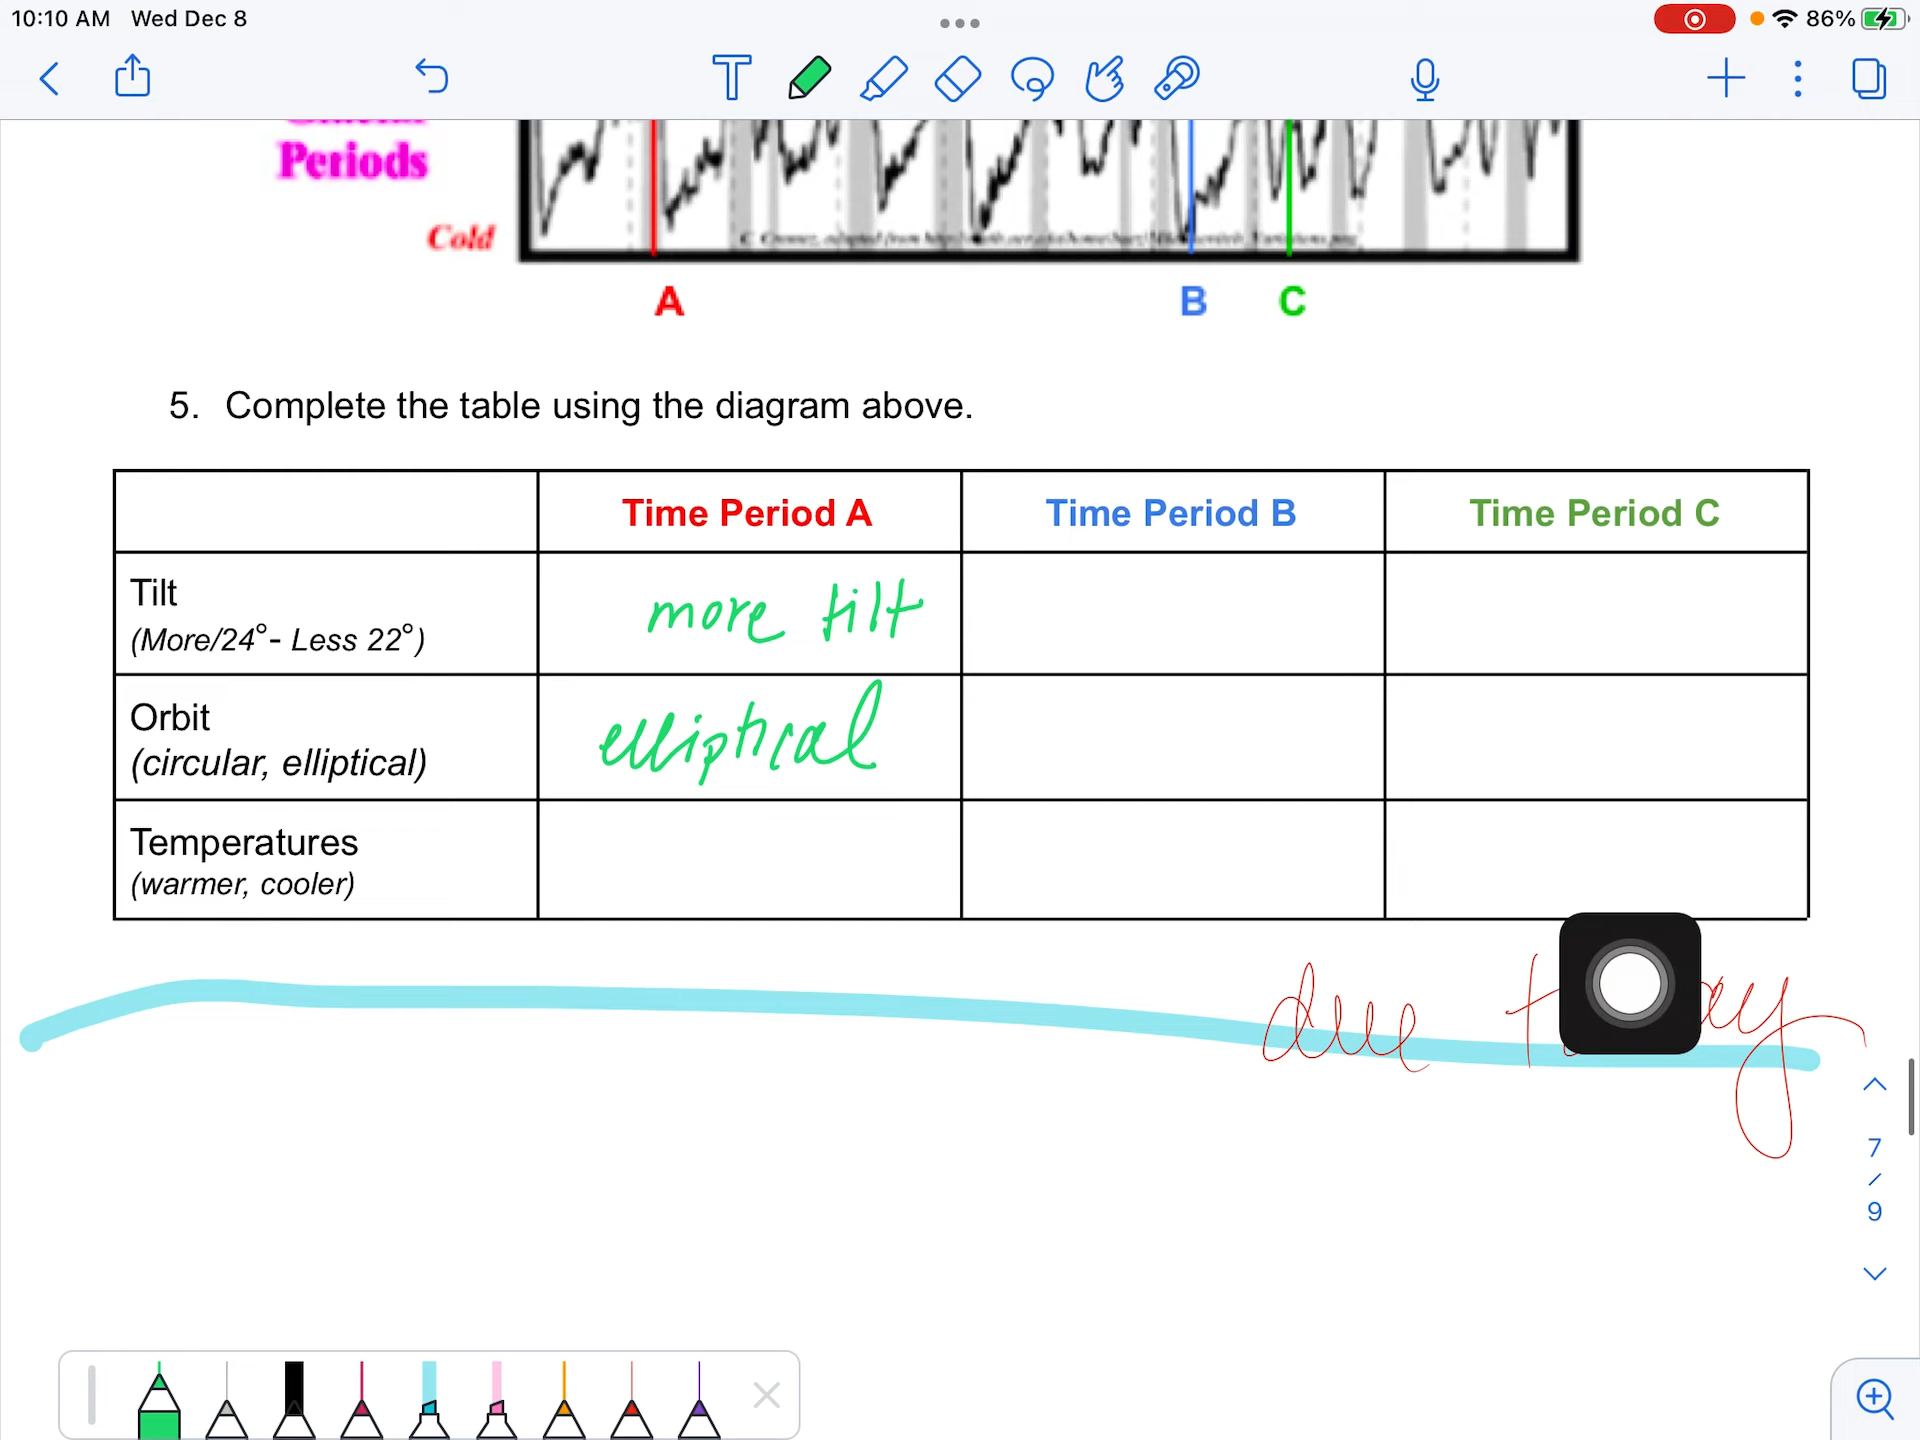 10:10 AM Wed Dec 8
86%
Periods
Cold
A B C
5. Complete the table using the diagram above.
Time Period A Time Period B Time Period C
Tilt
(More/24°- Less 22°)
more tilt
Orbit
(circular, elliptical)
elliptical
Temperatures
(warmer, cooler)
due
7
/
9